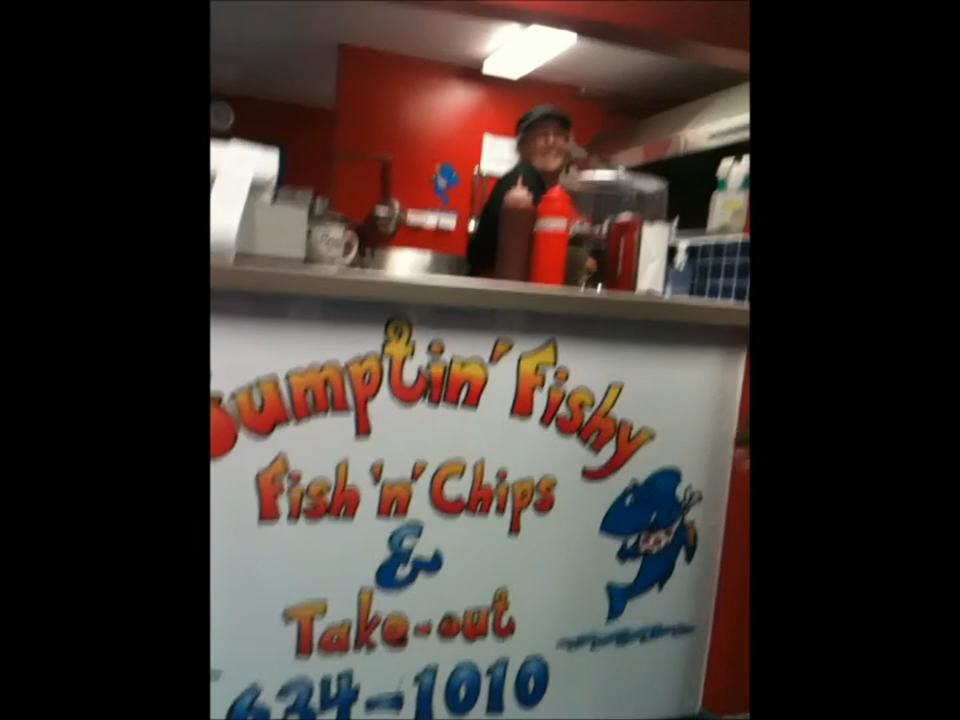 Sumptin' Fishy
Fish 'n' Chips
&
Take-out
634-1010